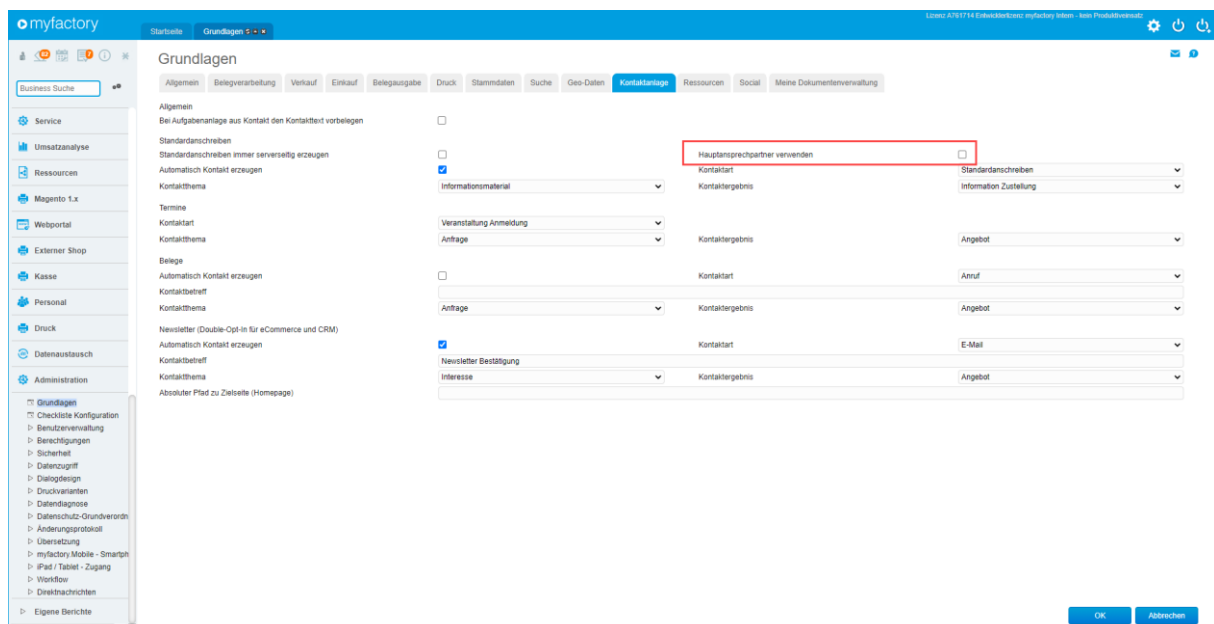 Lizenz A761714 Entwicklerlizenz myfactory Intern - kein Produktiveinsatz
myfactory
Startseite
Grundlagen
Grundlagen
Business Suche
Allgemein Belegverarbeitung Verkauf Einkauf Belegausgabe Druck Stammdaten Suche Geo-Daten Kontaktanlage Ressourcen Social Meine Dokumentenverwaltung
Service
Umsatzanalyse
Ressourcen
Magento 1.x
Webportal
Externer Shop
Kasse
Personal
Druck
Datenaustausch
Administration
Grundlagen
Checkliste Konfiguration
Benutzerverwaltung
Berechtigungen
Sicherheit
Datenzugriff
Dialogdesign
Druckvarianten
Datendiagnose
Datenschutz-Grundverordn
Änderungsprotokoll
Übersetzung
myfactory.Mobile - Smartph
iPad / Tablet - Zugang
Workflow
Direktnachrichten
Eigene Berichte
Allgemein
Bei Aufgabenanlage aus Kontakt den Kontakttext vorbelegen
Standardanschreiben
Standardanschreiben immer serverseitig erzeugen
Hauptansprechpartner verwenden
Automatisch Kontakt erzeugen
Kontaktart Standardanschreiben
Kontaktthema Informationsmaterial
Kontaktergebnis Information Zustellung
Termine
Kontaktart Veranstaltung Anmeldung
Kontaktthema Anfrage
Kontaktergebnis Angebot
Belege
Automatisch Kontakt erzeugen
Kontaktart Anruf
Kontaktbetreff
Kontaktthema Anfrage
Kontaktergebnis Angebot
Newsletter (Double-Opt-In für eCommerce und CRM)
Automatisch Kontakt erzeugen
Kontaktart E-Mail
Kontaktbetreff Newsletter Bestätigung
Kontaktthema Interesse
Kontaktergebnis Angebot
Absoluter Pfad zu Zielseite (Homepage)
OK
Abbrechen